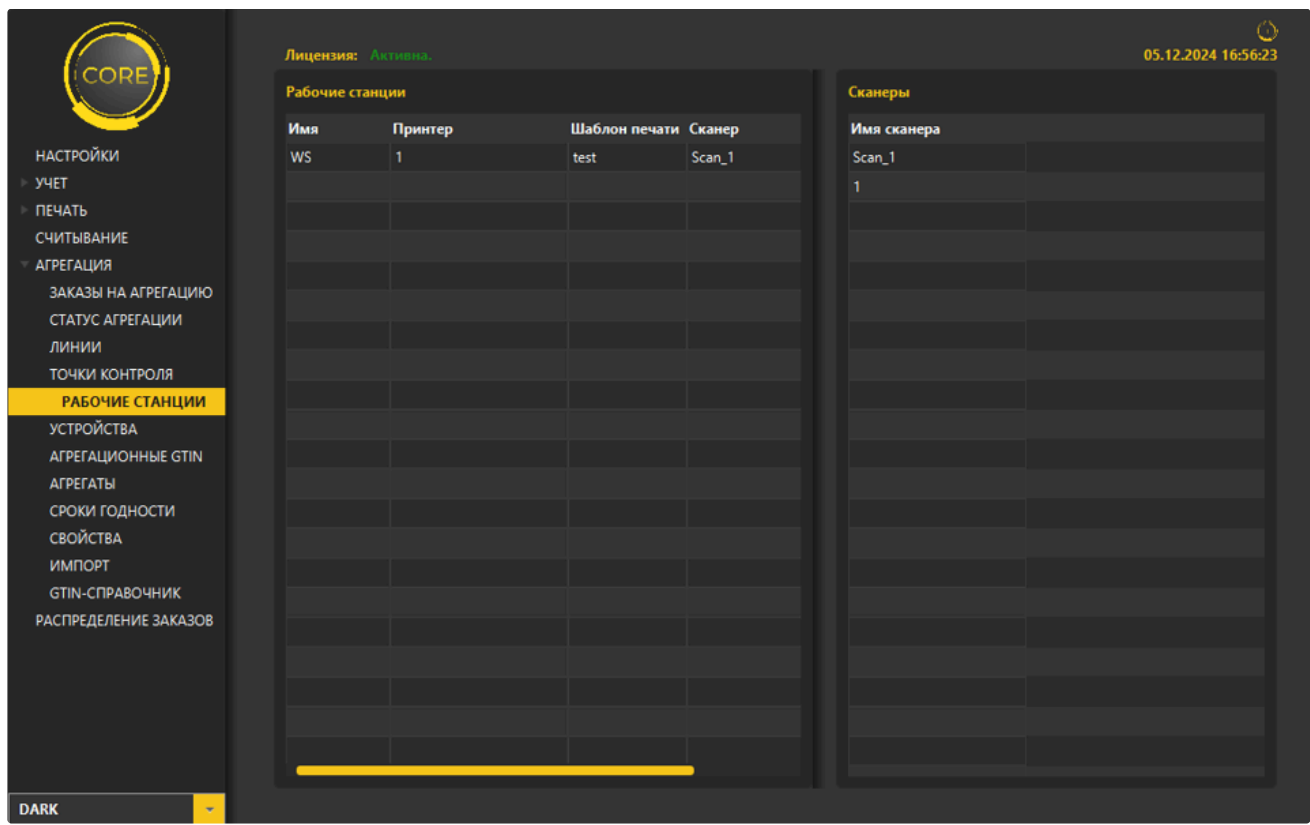 CORE
НАСТРОЙКИ
УЧЕТ
ПЕЧАТЬ
СЧИТЫВАНИЕ
АГРЕГАЦИЯ
ЗАКАЗЫ НА АГРЕГАЦИЮ
СТАТУС АГРЕГАЦИИ
ЛИНИИ
ТОЧКИ КОНТРОЛЯ
РАБОЧИЕ СТАНЦИИ
УСТРОЙСТВА
АГРЕГАЦИОННЫЕ GTIN
АГРЕГАТЫ
СРОКИ ГОДНОСТИ
СВОЙСТВА
ИМПОРТ
GTIN-СПРАВОЧНИК
РАСПРЕДЕЛЕНИЕ ЗАКАЗОВ
DARK
Лицензия: Активна.
05.12.2024 16:56:23
Рабочие станции
Имя Принтер Шаблон печати Сканер
WS 1 test Scan_1
Сканеры
Имя сканера
Scan_1
1